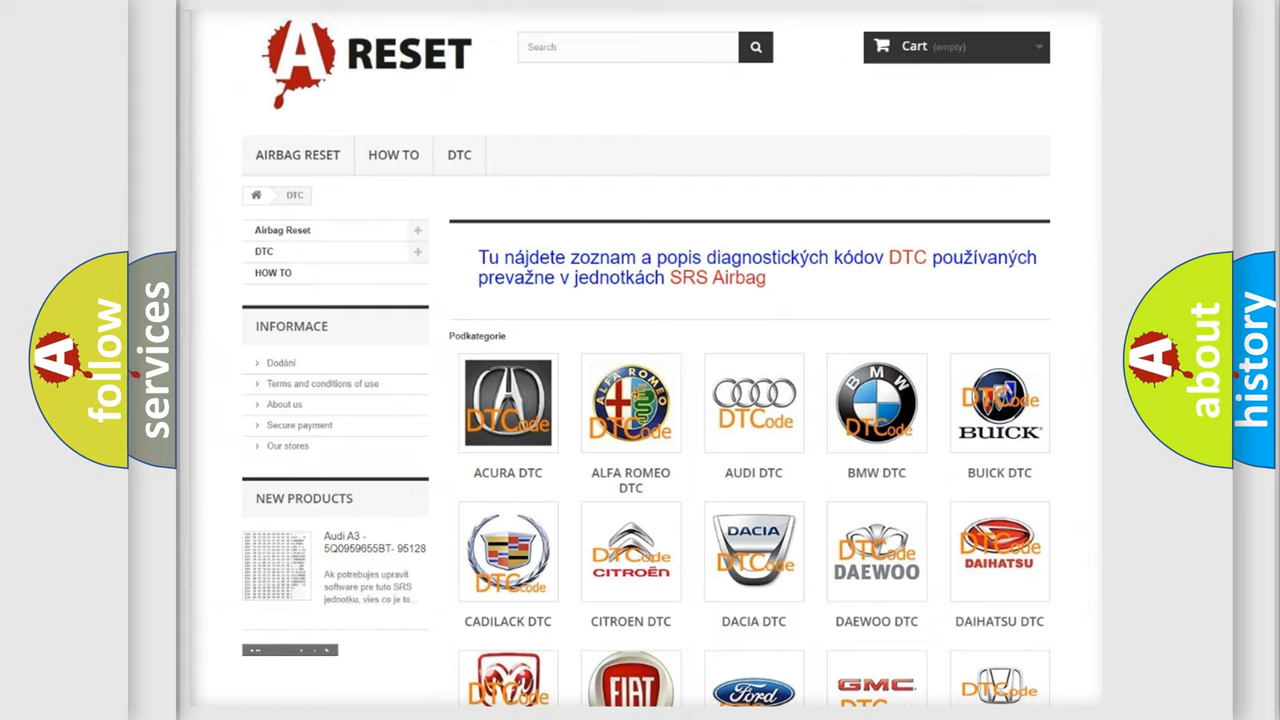 A RESET
Search
Cart (empty)
AIRBAG RESET
HOW TO
DTC
DTC
Airbag Reset
DTC
HOW TO
Tu nájdete zoznam a popis diagnostických kódov DTC používaných
prevažne v jednotkách SRS Airbag
INFORMACE
Dodání
Terms and conditions of use
About us
Secure payment
Our stores
Podkategorie
DTCode
ALFA ROMEO
DTCode
DTCode
BMW
DTCode
DTCode
BUICK
ACURA DTC
ALFA ROMEO
DTC
AUDI DTC
BMW DTC
BUICK DTC
NEW PRODUCTS
Audi A3 -
5Q0959655BT- 95128
Ak potrebujes upravit
software pre tuto SRS
jednotku, vies co je to...
DTCode
DTCode
CITROËN
DACIA
DTCode
DTCode
DAEWOO
DTCode
DAIHATSU
CADILACK DTC
CITROEN DTC
DACIA DTC
DAEWOO DTC
DAIHATSU DTC
DTCode
FIAT
Ford
GMC
DTCode
A follow
services
A about
history